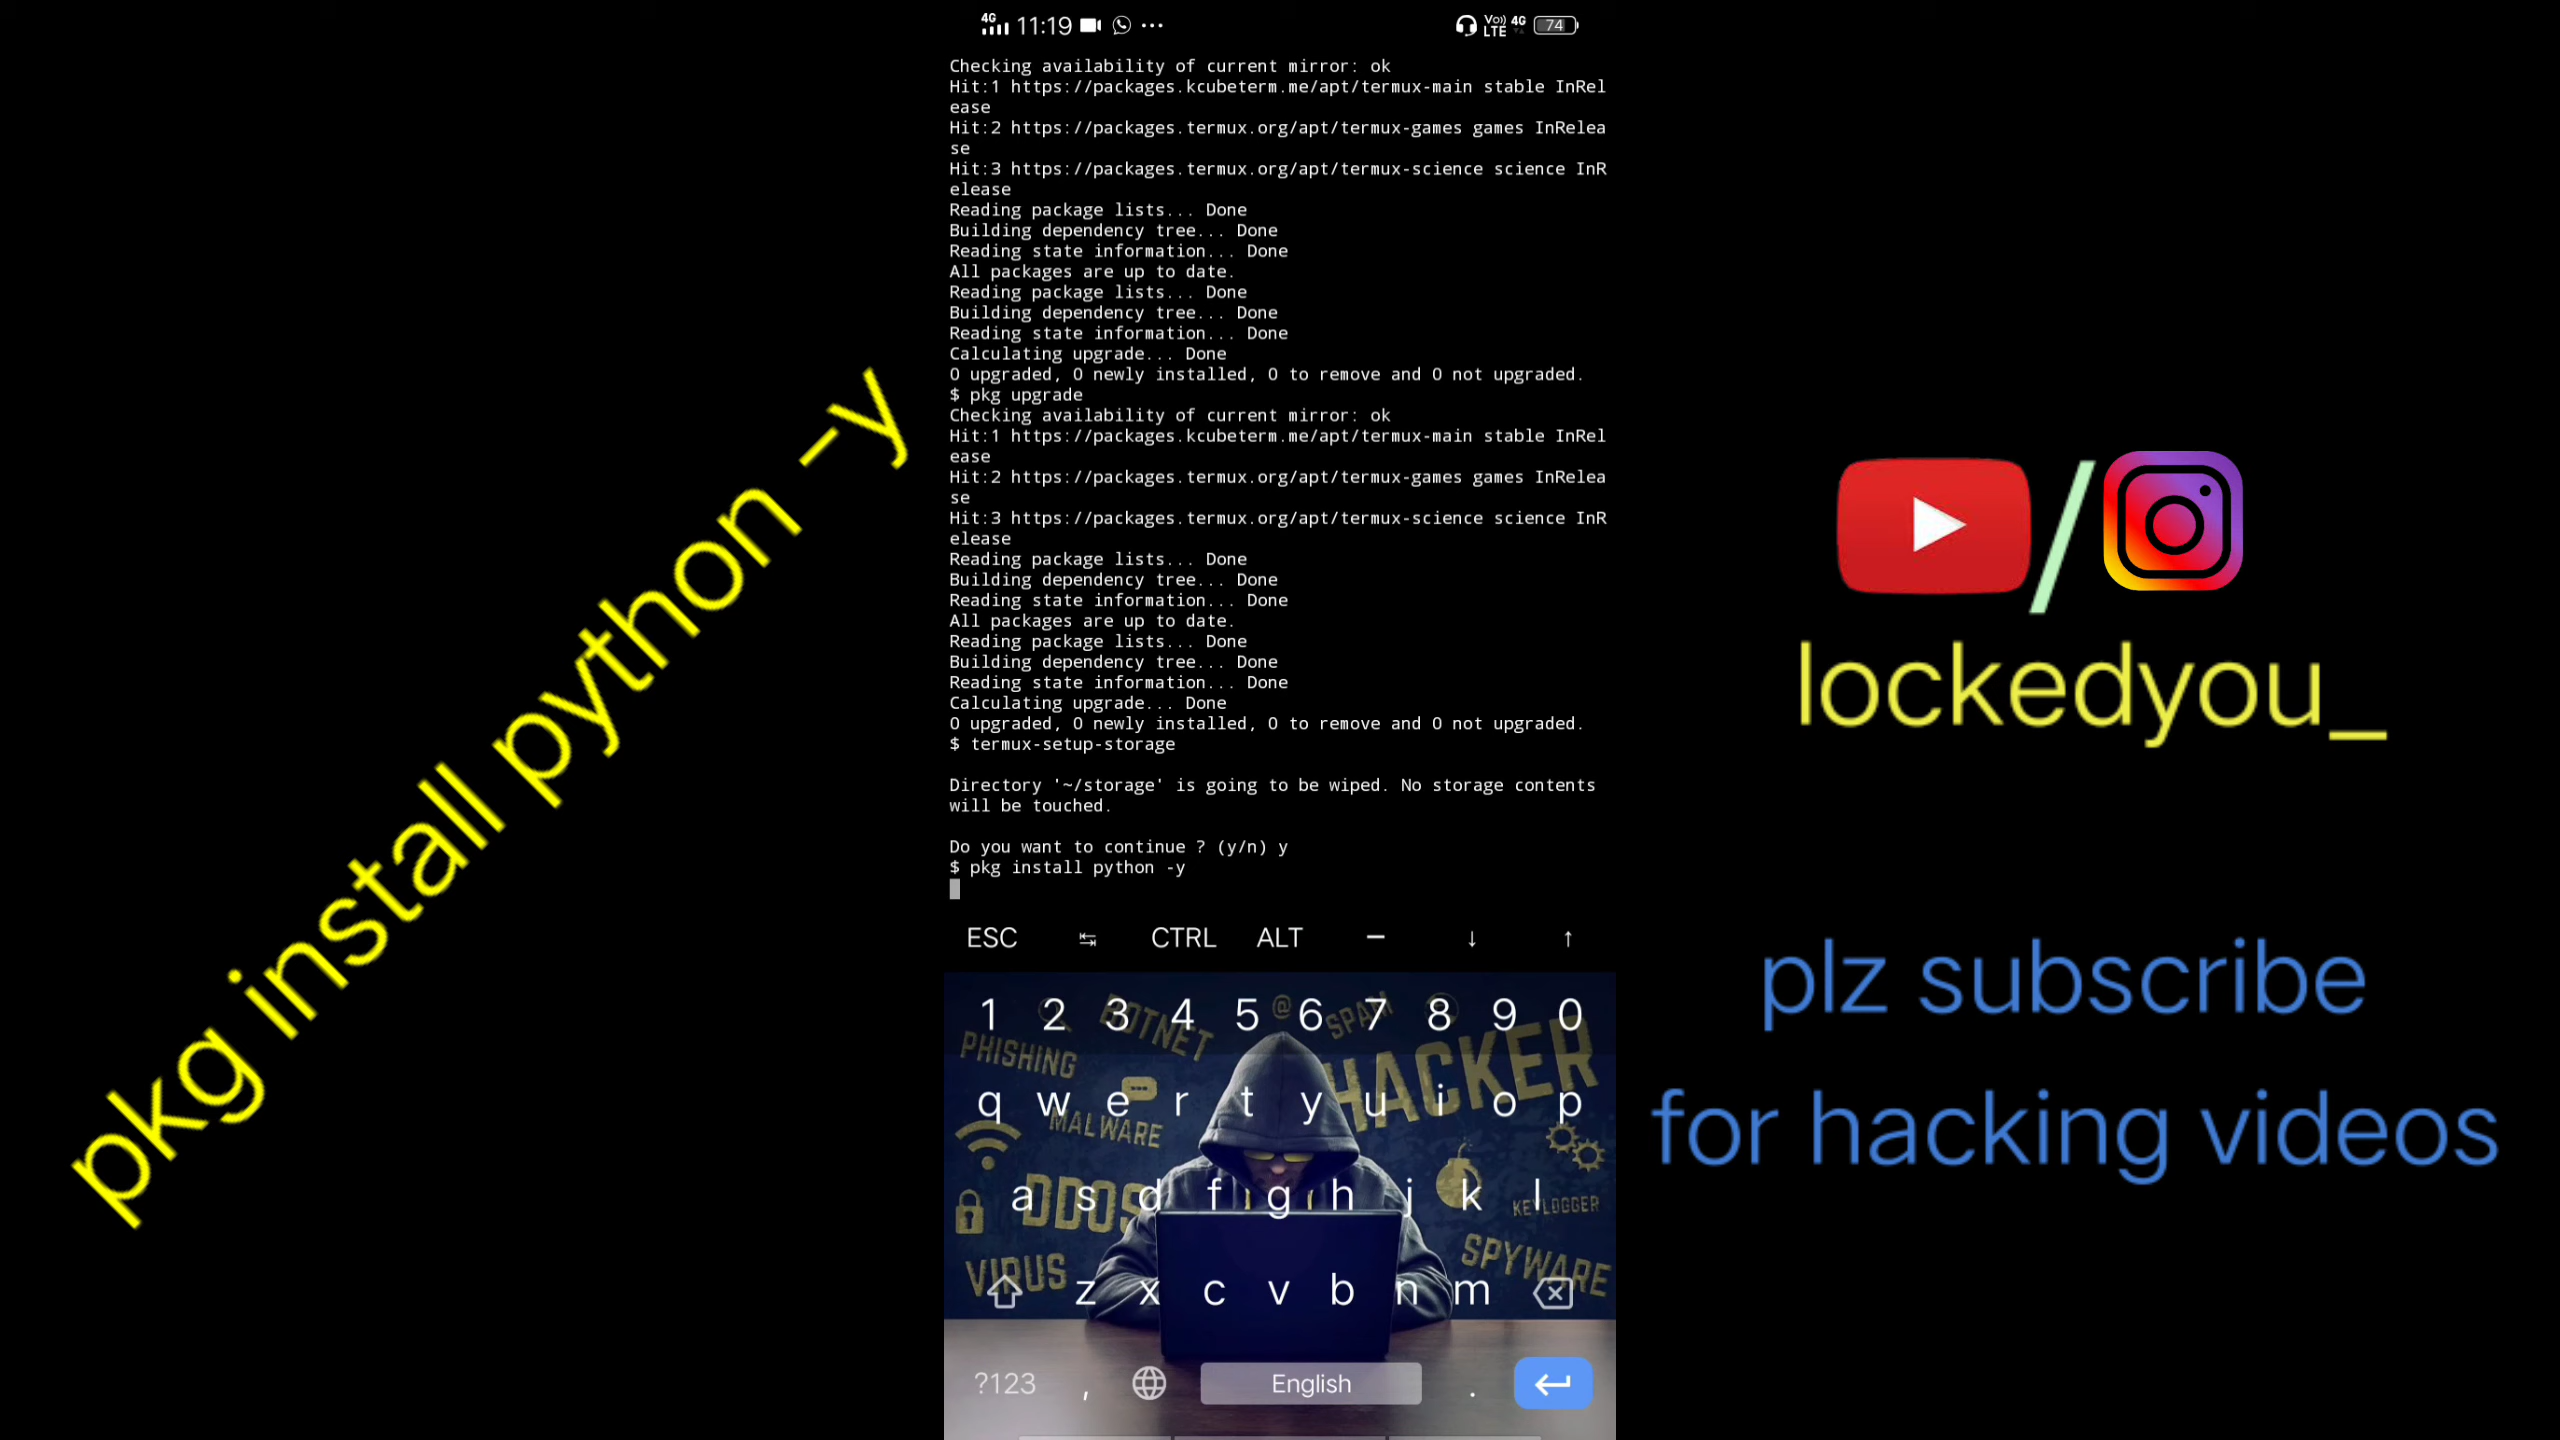 4G 11:19 ... Vo) LTE 4G 74
Checking availability of current mirror: ok
Hit:1 https://packages.kcubeterm.me/apt/termux-main stable InRel
ease
Hit:2 https://packages.termux.org/apt/termux-games games InRelea
se
Hit:3 https://packages.termux.org/apt/termux-science science InR
elease
Reading package lists... Done
Building dependency tree... Done
Reading state information... Done
All packages are up to date.
Reading package lists... Done
Building dependency tree... Done
Reading state information... Done
Calculating upgrade... Done
0 upgraded, 0 newly installed, 0 to remove and 0 not upgraded.
$ pkg upgrade
Checking availability of current mirror: ok
Hit:1 https://packages.kcubeterm.me/apt/termux-main stable InRel
ease
Hit:2 https://packages.termux.org/apt/termux-games games InRelea
se
Hit:3 https://packages.termux.org/apt/termux-science science InR
elease
Reading package lists... Done
Building dependency tree... Done
Reading state information... Done
All packages are up to date.
Reading package lists... Done
Building dependency tree... Done
Reading state information... Done
Calculating upgrade... Done
0 upgraded, 0 newly installed, 0 to remove and 0 not upgraded.
$ termux-setup-storage
Directory '~/storage' is going to be wiped. No storage contents
will be touched.
Do you want to continue ? (y/n) y
$ pkg install python -y
ESC CTRL ALT – ↓ ↑
1 2 3 4 5 6 7 8 9 0
BOTNET @ SPAM
PHISHING HACKER
q w e r t y u i o p
MALWARE
a s d f g h j k l
DDOS KEYLOGGER
VIRUS SPYWARE
z x c v b n m
?123 , English .
pkg install python -y
/
lockedyou_
plz subscribe
for hacking videos